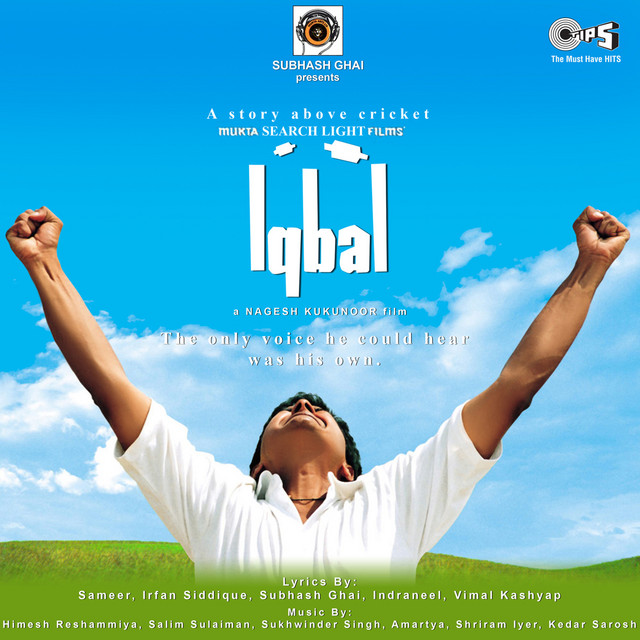 SUBHASH GHAI
presents
TIPS
The Must Have HITS
A story above cricket
MUKTA SEARCH LIGHT FILMS
Iqbal
a NAGESH KUKUNOOR film
The only voice he could hear
was his own.
Lyrics By:
Sameer, Irfan Siddique, Subhash Ghai, Indraneel, Vimal Kashyap
Music By:
Himesh Reshammiya, Salim Sulaiman, Sukhwinder Singh, Amartya, Shriram Iyer, Kedar Sarosh